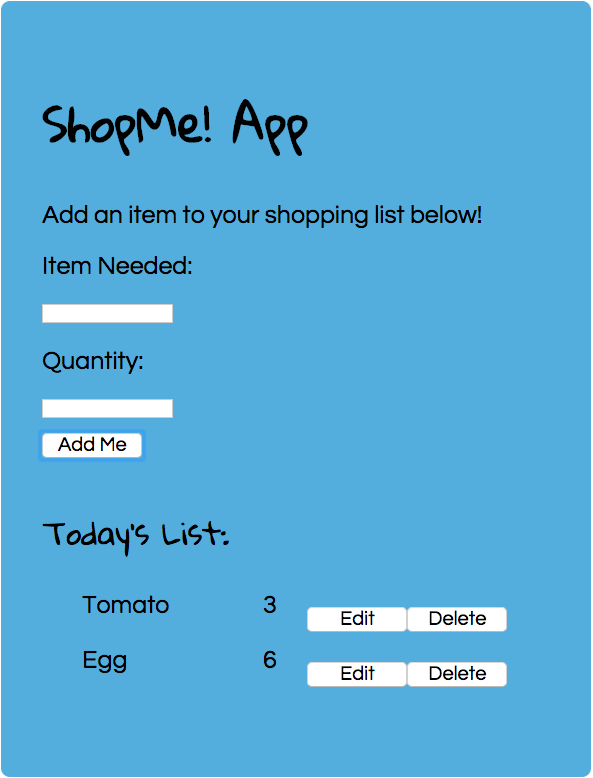 ShopMe! App
Add an item to your shopping list below!
Item Needed:
Quantity:
Add Me
Today's List:
Tomato 3 Edit Delete
Egg 6 Edit Delete